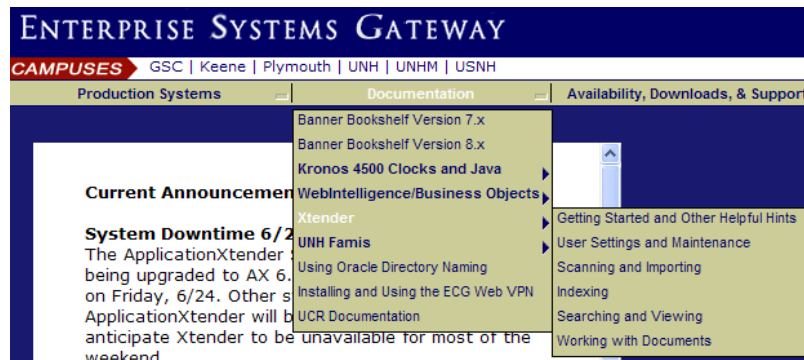 ENTERPRISE SYSTEMS GATEWAY
CAMPUSES GSC | Keene | Plymouth | UNH | UNHM | USNH
Production Systems Documentation Availability, Downloads, & Support
Banner Bookshelf Version 7.x
Banner Bookshelf Version 8.x
Kronos 4500 Clocks and Java
WebIntelligence/Business Objects
Xtender
UNH Famis
Using Oracle Directory Naming
Installing and Using the ECG Web VPN
UCR Documentation
Getting Started and Other Helpful Hints
User Settings and Maintenance
Scanning and Importing
Indexing
Searching and Viewing
Working with Documents
Current
System Downtime
The ApplicationXtender
being upgraded to AX 6.
on Friday, 6/24. Other
ApplicationXtender will
anticipate Xtender to be unavailable for most of the
weekend